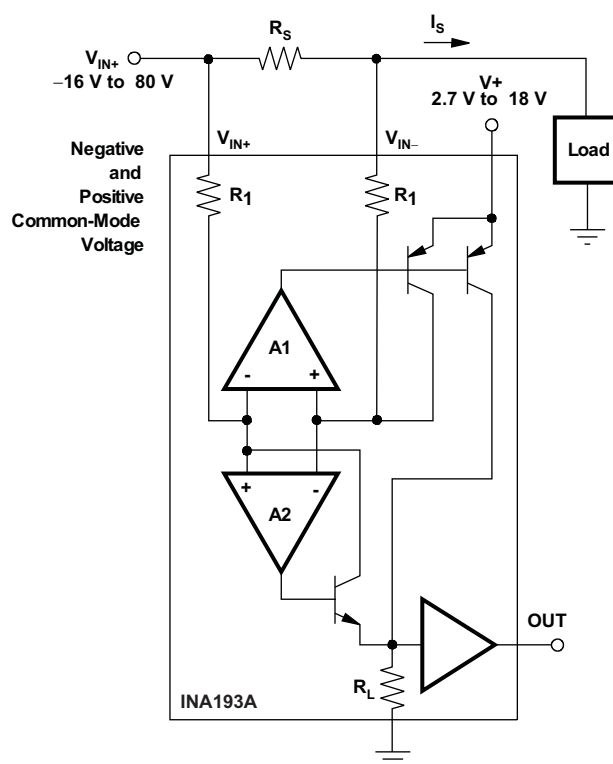 R_S
I_S
V_IN+
−16 V to 80 V
V+
2.7 V to 18 V
V_IN+
V_IN−
Load
Negative
and
Positive
Common-Mode
Voltage
R_1
R_1
A1
- +
+ -
A2
OUT
R_L
INA193A